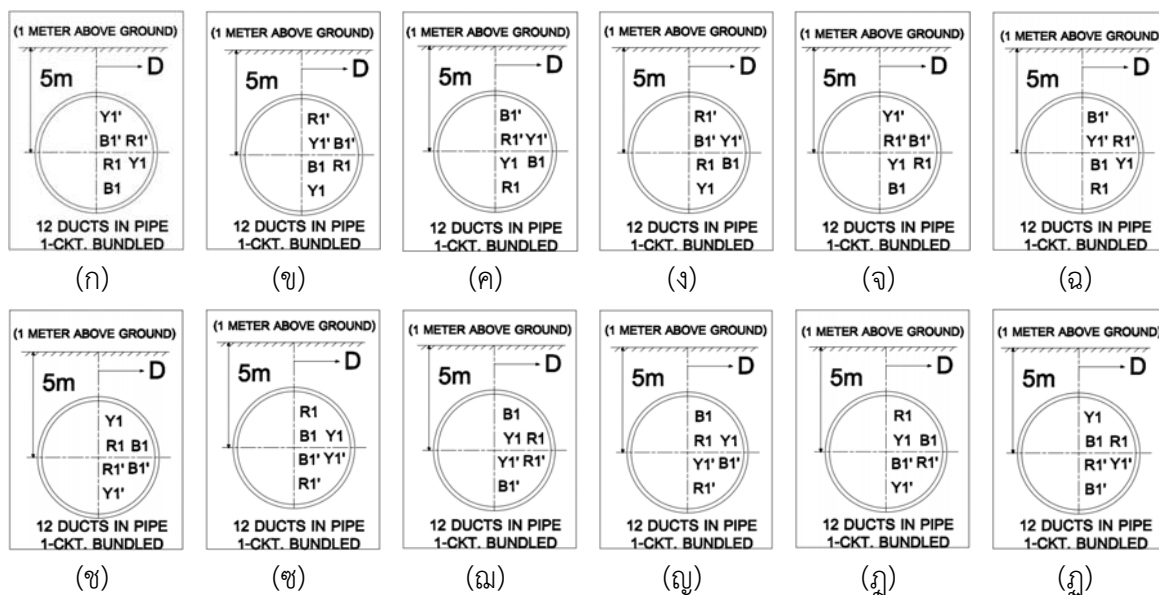 (1 METER ABOVE GROUND)
5m
D
Y1'
B1' R1'
R1 Y1
B1
12 DUCTS IN PIPE
1-CKT. BUNDLED
(ก)
(1 METER ABOVE GROUND)
5m
D
R1'
Y1' B1'
B1 R1
Y1
12 DUCTS IN PIPE
1-CKT. BUNDLED
(ข)
(1 METER ABOVE GROUND)
5m
D
B1'
R1' Y1'
Y1 B1
R1
12 DUCTS IN PIPE
1-CKT. BUNDLED
(ค)
(1 METER ABOVE GROUND)
5m
D
R1'
B1' Y1'
R1 B1
Y1
12 DUCTS IN PIPE
1-CKT. BUNDLED
(ง)
(1 METER ABOVE GROUND)
5m
D
Y1'
R1' B1'
Y1 R1
B1
12 DUCTS IN PIPE
1-CKT. BUNDLED
(จ)
(1 METER ABOVE GROUND)
5m
D
B1'
Y1' R1'
B1 Y1
R1
12 DUCTS IN PIPE
1-CKT. BUNDLED
(ฉ)
(1 METER ABOVE GROUND)
5m
D
Y1
R1 B1
R1' B1'
Y1'
12 DUCTS IN PIPE
1-CKT. BUNDLED
(ช)
(1 METER ABOVE GROUND)
5m
D
R1
B1 Y1
B1' Y1'
R1'
12 DUCTS IN PIPE
1-CKT. BUNDLED
(ซ)
(1 METER ABOVE GROUND)
5m
D
B1
Y1 R1
Y1' R1'
B1'
12 DUCTS IN PIPE
1-CKT. BUNDLED
(ฌ)
(1 METER ABOVE GROUND)
5m
D
B1
R1 Y1
Y1' B1'
R1'
12 DUCTS IN PIPE
1-CKT. BUNDLED
(ญ)
(1 METER ABOVE GROUND)
5m
D
R1
Y1 B1
B1' R1'
Y1'
12 DUCTS IN PIPE
1-CKT. BUNDLED
(ฎ)
(1 METER ABOVE GROUND)
5m
D
Y1
B1 R1
R1' Y1'
B1'
12 DUCTS IN PIPE
1-CKT. BUNDLED
(ฏ)